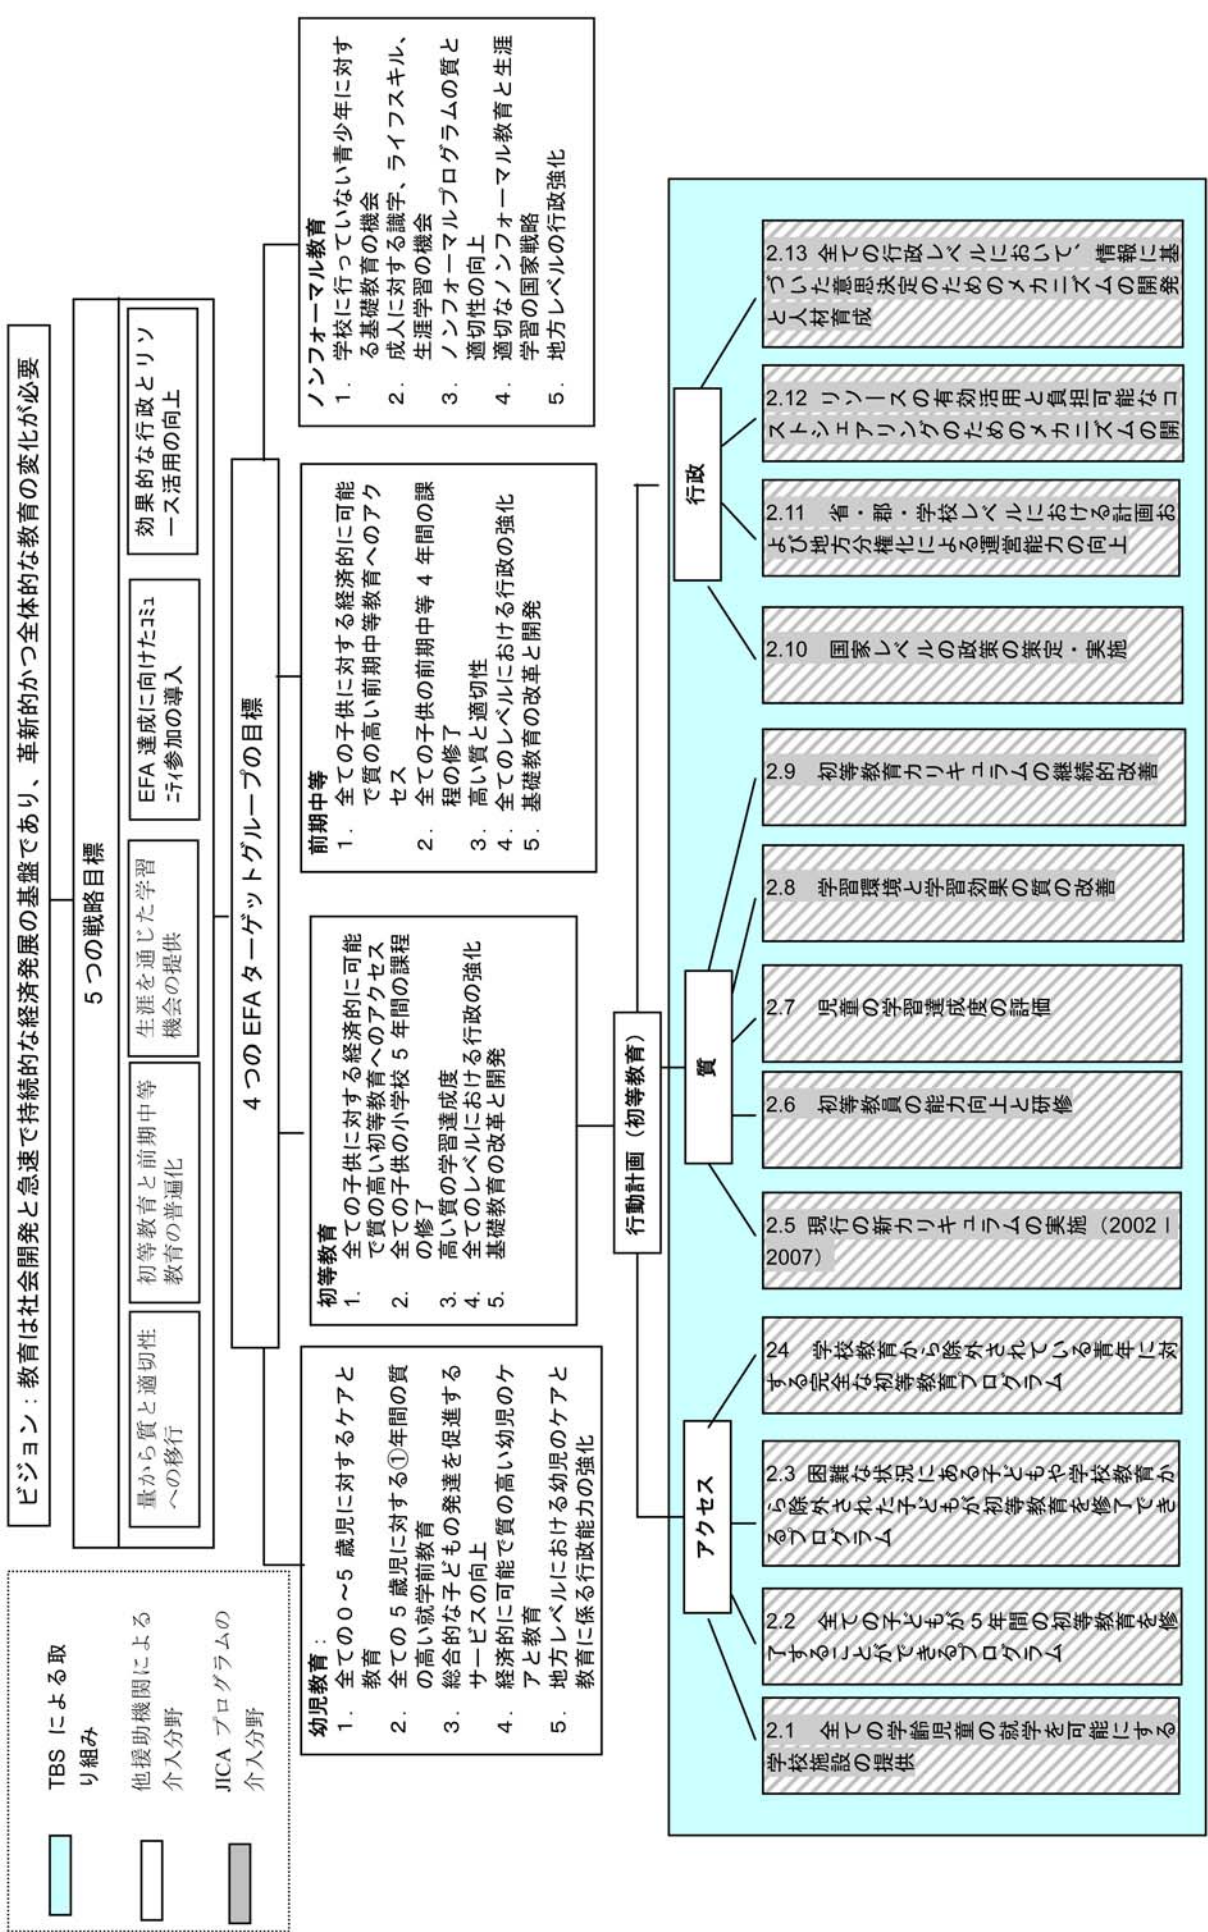 TBS による取
り組み
他援助機関による
介入分野
JICA プログラムの
介入分野
ビジョン：教育は社会開発と急速で持続的な経済発展の基盤であり、革新的かつ全体的な教育の変化が必要
５つの戦略目標
量から質と適切性
への移行
初等教育と前期中等
教育の普遍化
生涯を通じた学習
機会の提供
EFA 達成に向けたｺﾐｭ
ﾆﾃｨ参加の導入
効果的な行政とリソ
ース活用の向上
４つの EFA ターゲットグループの目標
幼児教育：
1. 全ての０～５ 歳児に対するケアと
教育
2. 全ての 5 歳児に対する①年間の質
の高い就学前教育
3. 総合的な子どもの発達を促進する
サービスの向上
4. 経済的に可能で質の高い幼児のケ
アと教育
5. 地方レベルにおける幼児のケアと
教育に係る行政能力の強化
初等教育
1. 全ての子供に対する経済的に可能
で質の高い初等教育へのアクセス
2. 全ての子供の小学校 5 年間の課程
の修了
3. 高い質の学習達成度
4. 全てのレベルにおける行政の強化
5. 基礎教育の改革と開発
前期中等
1. 全ての子供に対する経済的に可能
で質の高い前期中等教育へのアク
セス
2. 全ての子供の前期中等 4 年間の課
程の修了
3. 高い質と適切性
4. 全てのレベルにおける行政の強化
5. 基礎教育の改革と開発
ノンフォーマル教育
1. 学校に行っていない青少年に対す
る基礎教育の機会
2. 成人に対する識字、ライフスキル、
生涯学習の機会
3. ノンフォーマルプログラムの質と
適切性の向上
4. 適切なノンフォーマル教育と生涯
学習の国家戦略
5. 地方レベルの行政強化
行動計画（初等教育）
アクセス
2.1 全ての学齢児童の就学を可能にする
学校施設の提供
2.2 全ての子どもが 5 年間の初等教育を修
了することができるプログラム
2.3 困難な状況にある子どもや学校教育か
ら除外された子どもが初等教育を修了でき
るプログラム
24 学校教育から除外されている青年に対
する完全な初等教育プログラム
質
2.5 現行の新カリキュラムの実施（2002－
2007）
2.6 初等教員の能力向上と研修
2.7 児童の学習達成度の評価
2.8 学習環境と学習効果の質の改善
2.9 初等教育カリキュラムの継続的改善
行政
2.10 国家レベルの政策の策定・実施
2.11 省・郡・学校レベルにおける計画お
よび地方分権化による運営能力の向上
2.12 リソースの有効活用と負担可能なコ
ストシェアリングのためのメカニズムの開
2.13 全ての行政レベルにおいて、情報に基
づいた意思決定のためのメカニズムの開発
と人材育成